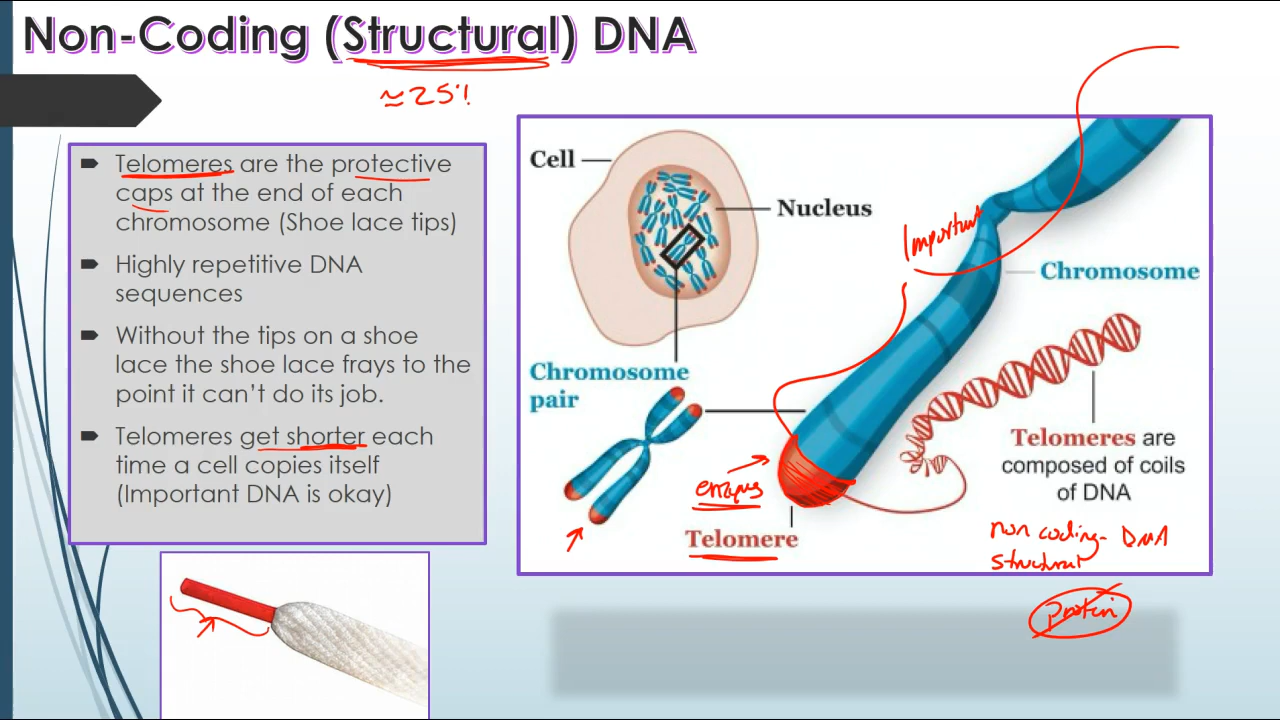 Non-Coding (Structural) DNA
≈25%
Telomeres are the protective
caps at the end of each
chromosome (Shoe lace tips)
Highly repetitive DNA
sequences
Without the tips on a shoe
lace the shoe lace frays to the
point it can't do its job.
Telomeres get shorter each
time a cell copies itself
(Important DNA is okay)
Cell
Nucleus
Important
Chromosome
Chromosome
pair
Telomeres are
composed of coils
of DNA
Telomere
non coding- DNA
structural
protein